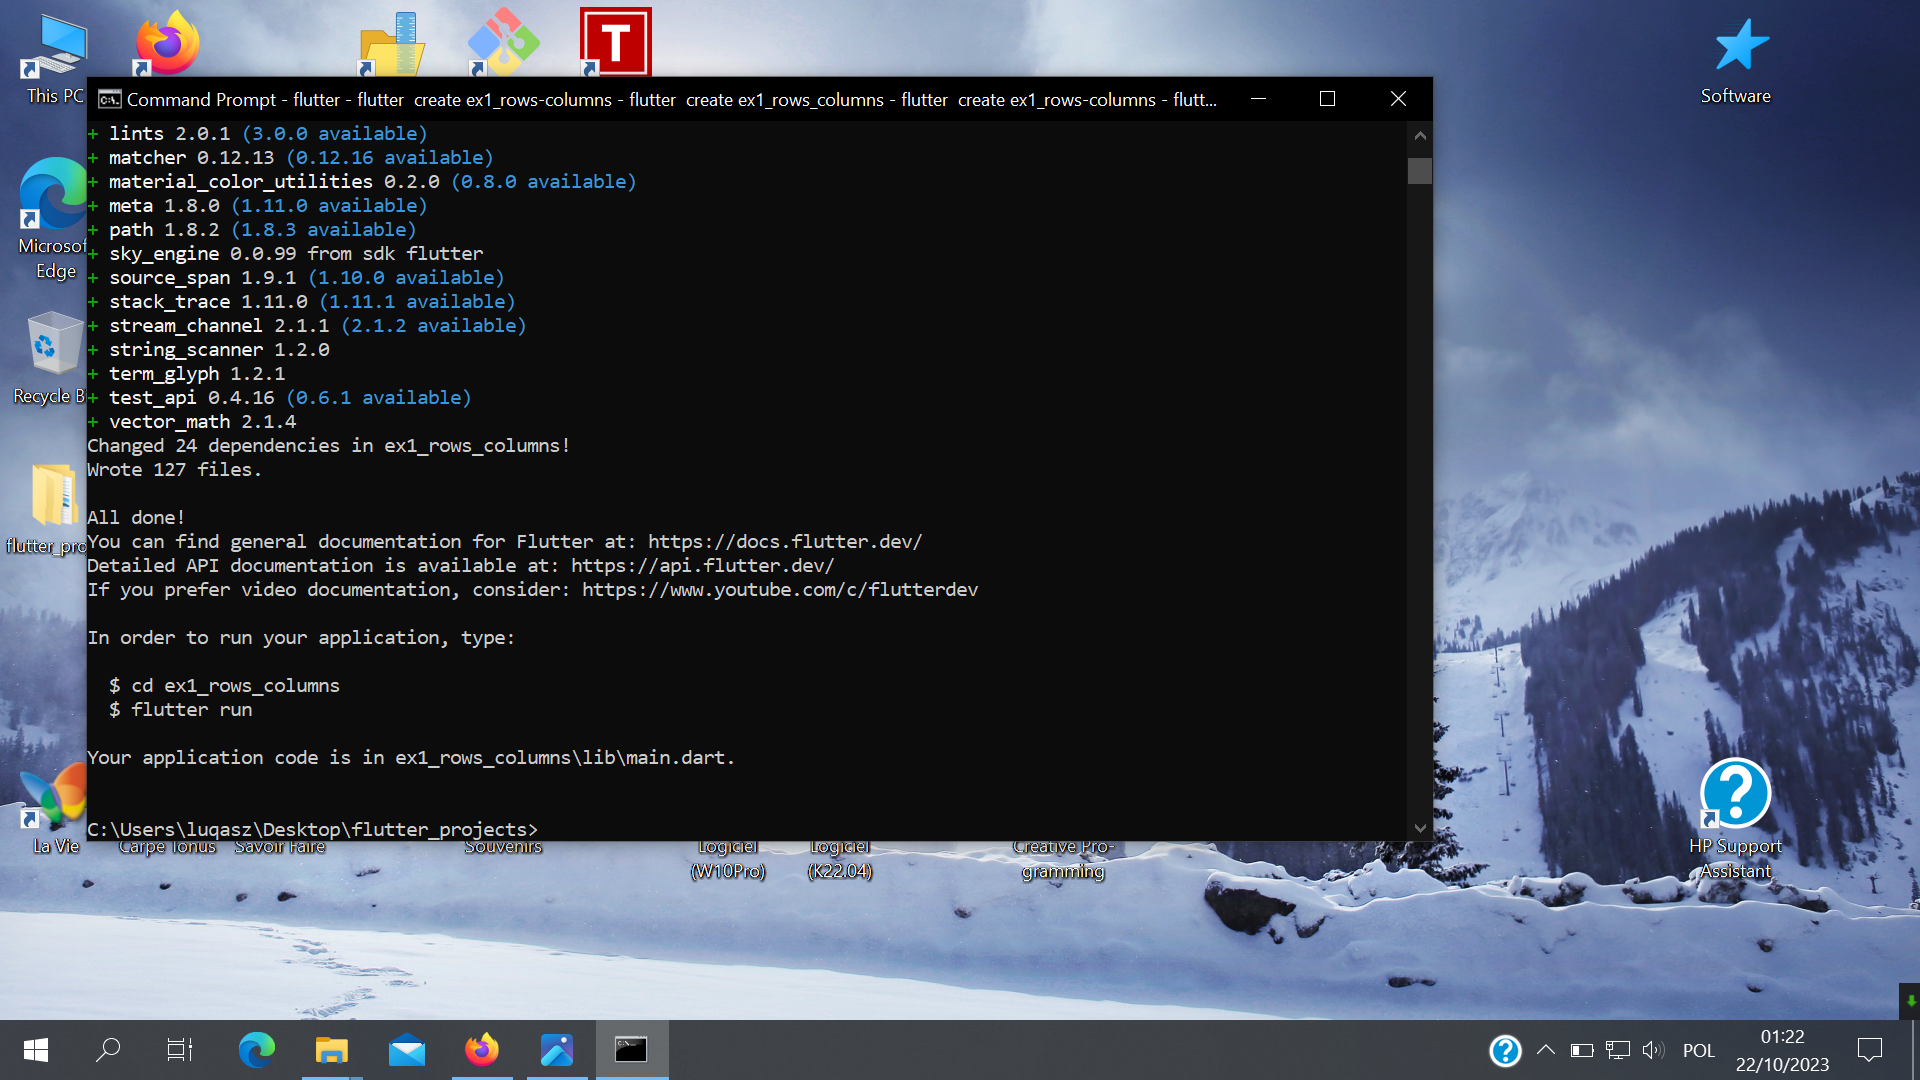 This PC
Software
Command Prompt - flutter - flutter  create ex1_rows-columns - flutter  create ex1_rows_columns - flutter  create ex1_rows-columns - flutt...
+ lints 2.0.1 (3.0.0 available)
+ matcher 0.12.13 (0.12.16 available)
+ material_color_utilities 0.2.0 (0.8.0 available)
+ meta 1.8.0 (1.11.0 available)
+ path 1.8.2 (1.8.3 available)
+ sky_engine 0.0.99 from sdk flutter
+ source_span 1.9.1 (1.10.0 available)
+ stack_trace 1.11.0 (1.11.1 available)
+ stream_channel 2.1.1 (2.1.2 available)
+ string_scanner 1.2.0
+ term_glyph 1.2.1
+ test_api 0.4.16 (0.6.1 available)
+ vector_math 2.1.4
Changed 24 dependencies in ex1_rows_columns!
Wrote 127 files.
All done!
You can find general documentation for Flutter at: https://docs.flutter.dev/
Detailed API documentation is available at: https://api.flutter.dev/
If you prefer video documentation, consider: https://www.youtube.com/c/flutterdev
In order to run your application, type:
$ cd ex1_rows_columns
$ flutter run
Your application code is in ex1_rows_columns\lib\main.dart.
C:\Users\luqasz\Desktop\flutter_projects>
Microsof
Edge
Recycle B
flutter_pro
La Vie
Carpe Tonus
Savoir Faire
Souvenirs
Logiciel
(W10Pro)
Logiciel
(K22.04)
Creative Pro-
gramming
HP Support
Assistant
T
POL
01:22
22/10/2023